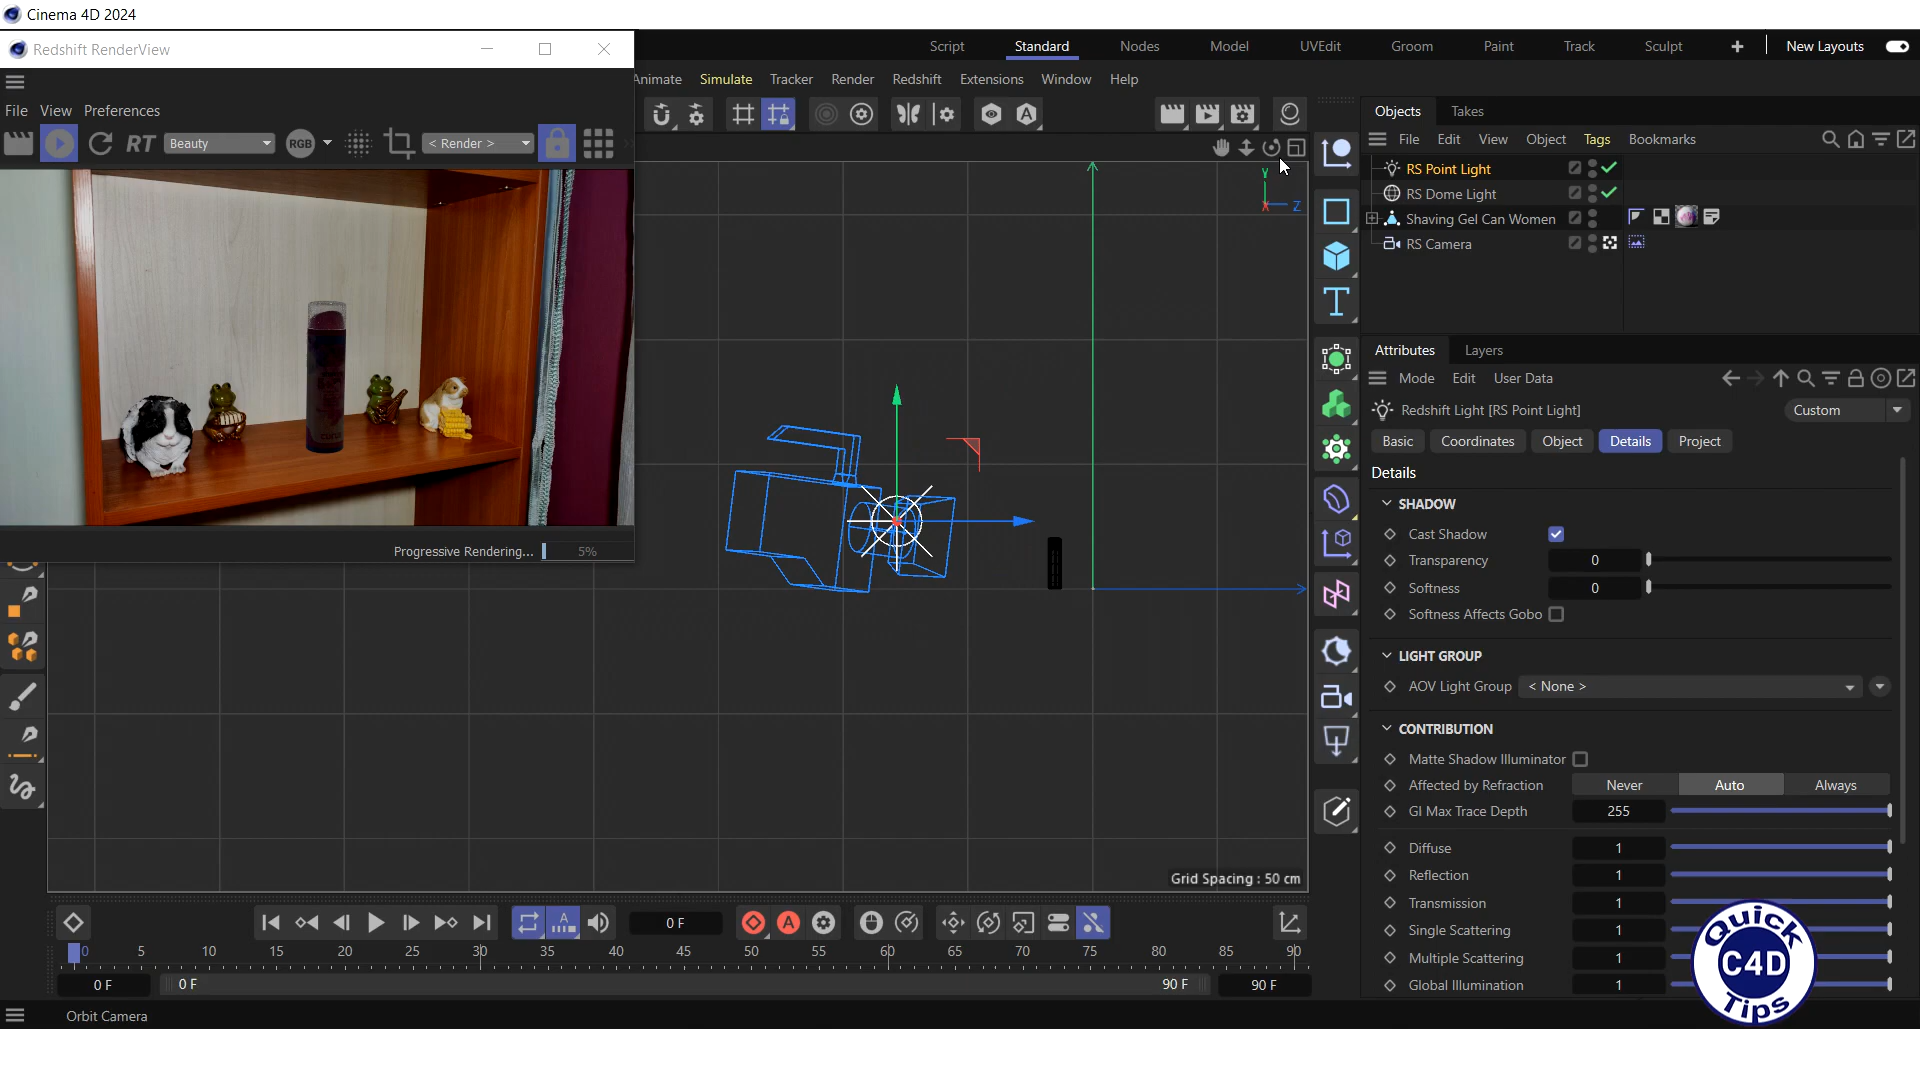 Cinema 4D 2024
Redshift RenderView
File View Preferences
RT Beauty RGB < Render >
Progressive Rendering... 5%
Script Standard Nodes Model UVEdit Groom Paint Track Sculpt New Layouts
Animate Simulate Tracker Render Redshift Extensions Window Help
Y
Z
X
Grid Spacing : 50 cm
0 F
0 5 10 15 20 25 30 35 40 45 50 55 60 65 70 75 80 85 90
0 F 0 F 90 F 90 F
Orbit Camera
Objects Takes
File Edit View Object Tags Bookmarks
RS Point Light
RS Dome Light
Shaving Gel Can Women
RS Camera
Attributes Layers
Mode Edit User Data
Redshift Light [RS Point Light] Custom
Basic Coordinates Object Details Project
Details
SHADOW
Cast Shadow
Transparency 0
Softness 0
Softness Affects Gobo
LIGHT GROUP
AOV Light Group < None >
CONTRIBUTION
Matte Shadow Illuminator
Affected by Refraction Never Auto Always
GI Max Trace Depth 255
Diffuse 1
Reflection 1
Transmission 1
Single Scattering 1
Multiple Scattering 1
Global Illumination 1
Quick
C4D
Tips